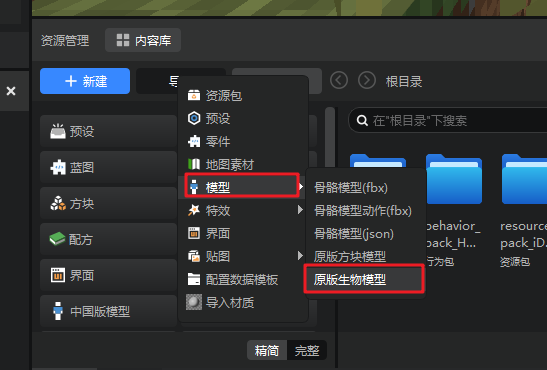 资源管理
内容库
新建
导
根目录
预设
蓝图
方块
配方
界面
中国版模型
资源包
预设
零件
地图素材
模型
特效
界面
贴图
配置数据模板
导入材质
骨骼模型(fbx)
骨骼模型动作(fbx)
骨骼模型(json)
原版方块模型
原版生物模型
在"根目录"下搜索
behavior_
pack_H...
行为包
resource
pack_iD...
资源包
精简
完整